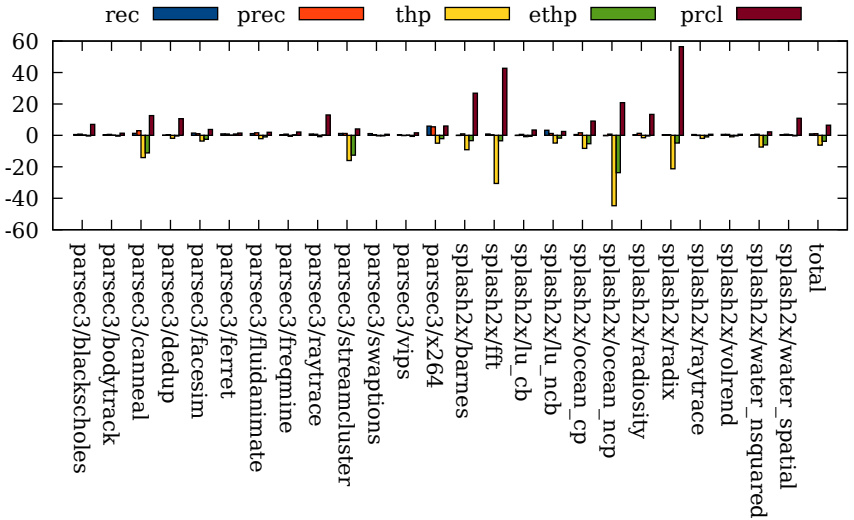 rec prec thp ethp prcl
60
40
20
0
-20
-40
-60
parsec3/blackscholes
parsec3/bodytrack
parsec3/canneal
parsec3/dedup
parsec3/facesim
parsec3/ferret
parsec3/fluidanimate
parsec3/freqmine
parsec3/raytrace
parsec3/streamcluster
parsec3/swaptions
parsec3/vips
parsec3/x264
splash2x/barnes
splash2x/fft
splash2x/lu_cb
splash2x/lu_ncb
splash2x/ocean_cp
splash2x/ocean_ncp
splash2x/radiosity
splash2x/radix
splash2x/raytrace
splash2x/volrend
splash2x/water_nsquared
splash2x/water_spatial
total